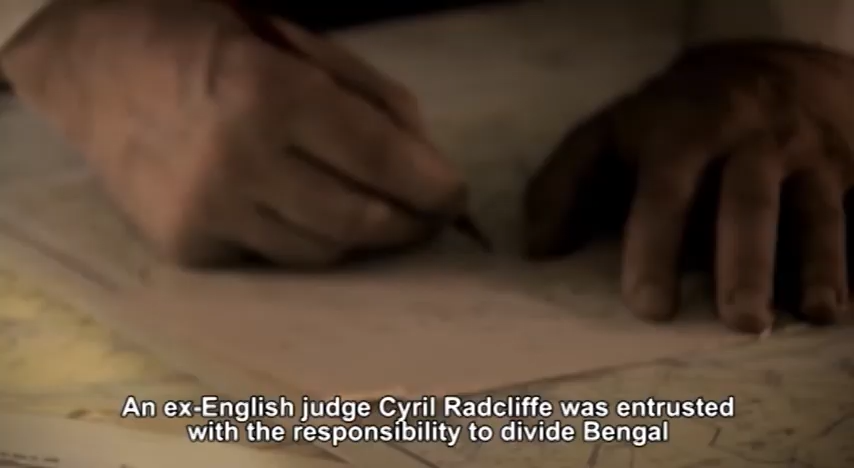 An ex-English judge Cyril Radcliffe was entrusted
with the responsibility to divide Bengal